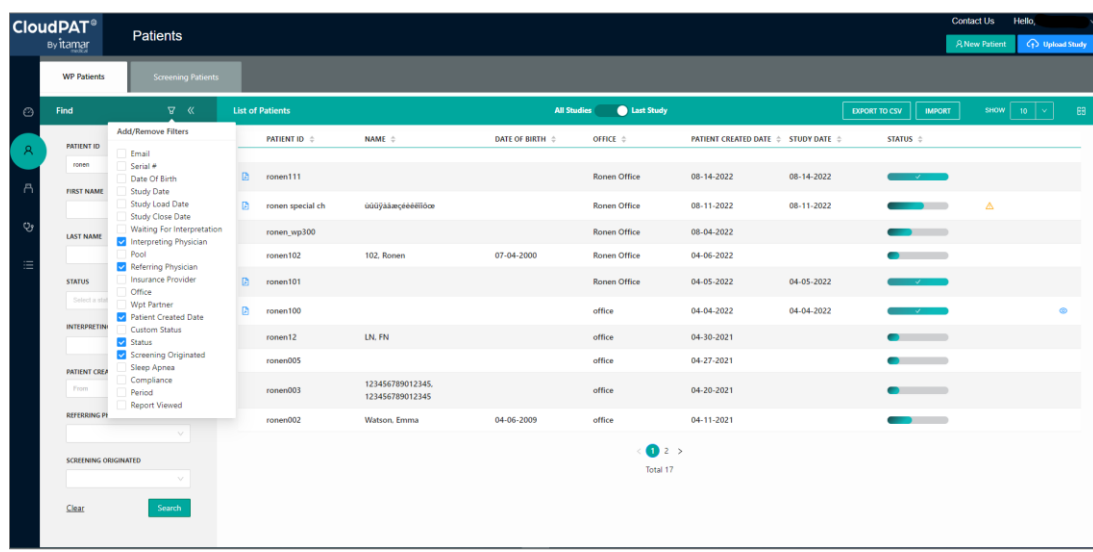 CloudPAT®
By itamar
medical
Patients
Contact Us
Hello,
New Patient
Upload Study
WP Patients
Screening Patients
Find
List of Patients
All Studies
Last Study
EXPORT TO CSV
IMPORT
SHOW
10
Add/Remove Filters
Email
Serial #
Date Of Birth
Study Date
Study Load Date
Study Close Date
Waiting For Interpretation
Interpreting Physician
Pool
Referring Physician
Insurance Provider
Office
Wpt Partner
Patient Created Date
Custom Status
Status
Screening Originated
Sleep Apnea
Compliance
Period
Report Viewed
PATIENT ID
ronen
FIRST NAME
LAST NAME
STATUS
Select a
INTERPRETIN
PATIENT CREA
From
REFERRING PH
SCREENING ORIGINATED
Clear
Search
PATIENT ID NAME DATE OF BIRTH OFFICE PATIENT CREATED DATE STUDY DATE STATUS
ronen111 Ronen Office 08-14-2022 08-14-2022
ronen special ch Ronen Office 08-11-2022 08-11-2022
ronen_wp300 Ronen Office 08-04-2022
ronen102 102, Ronen 07-04-2000 Ronen Office 04-06-2022
ronen101 Ronen Office 04-05-2022 04-05-2022
ronen100 office 04-04-2022 04-04-2022
ronen12 LN, FN office 04-30-2021
ronen005 office 04-27-2021
ronen003 123456789012345, office 04-20-2021
123456789012345
ronen002 Watson, Emma 04-06-2009 office 04-11-2021
< 1 2 >
Total 17